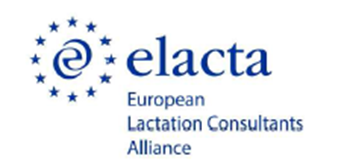 elacta
European
Lactation Consultants
Alliance